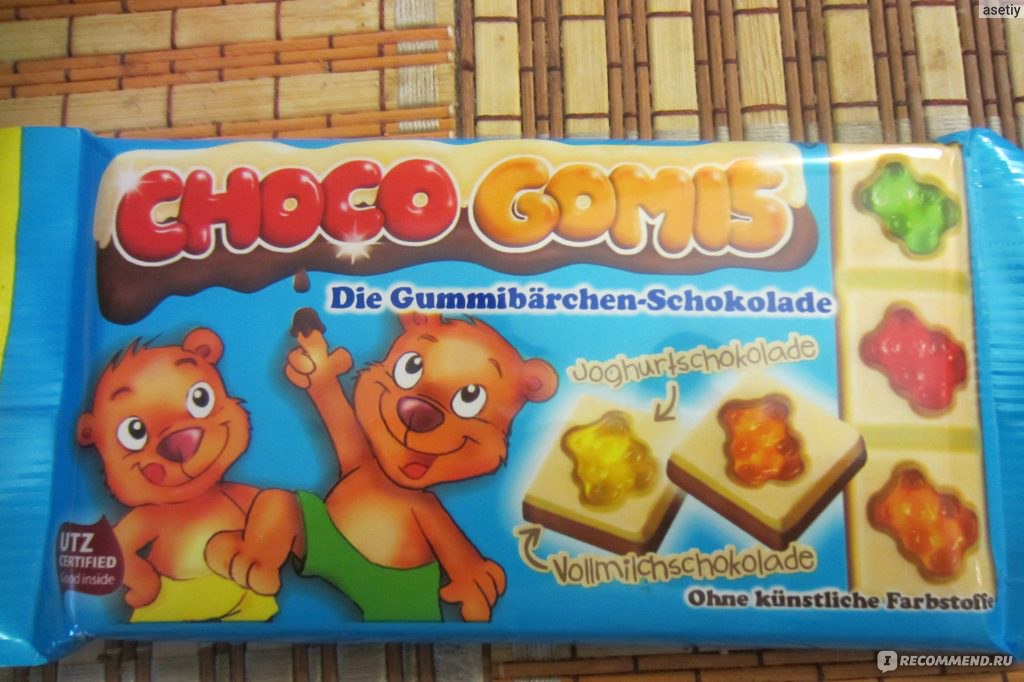 asetiy
CHOCO GOMIS
Die Gummibärchen-Schokolade
Joghurtschokolade
Vollmilchschokolade
UTZ
CERTIFIED
Good inside
Ohne künstliche Farbstoffe
I RECOMMEND.RU